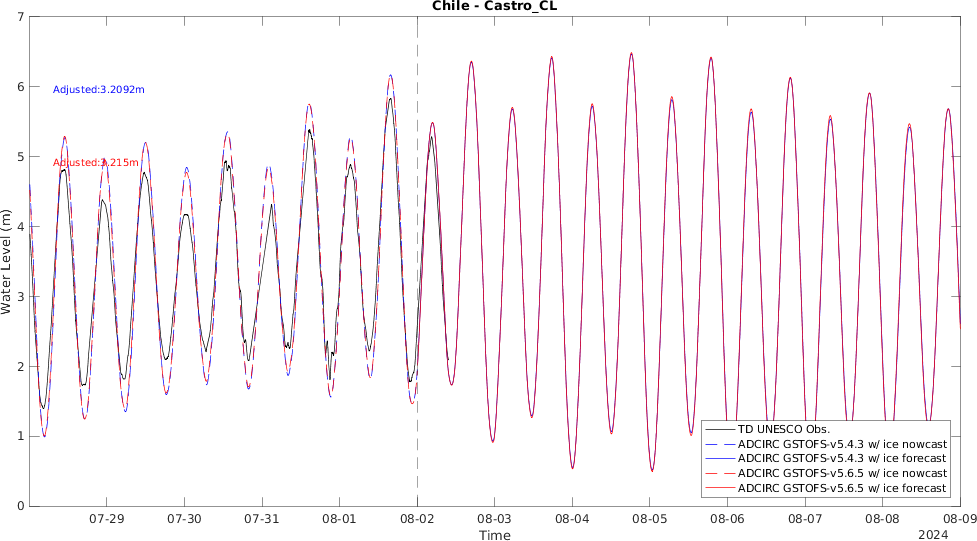 Chile - Castro_CL
7
6
5
4
3
2
1
0
Water Level (m)
Adjusted:3.2092m
Adjusted:3.215m
TD UNESCO Obs.
ADCIRC GSTOFS-v5.4.3 w/ ice nowcast
ADCIRC GSTOFS-v5.4.3 w/ ice forecast
ADCIRC GSTOFS-v5.6.5 w/ ice nowcast
ADCIRC GSTOFS-v5.6.5 w/ ice forecast
07-29 07-30 07-31 08-01 08-02 08-03 08-04 08-05 08-06 08-07 08-08 08-09
Time
2024